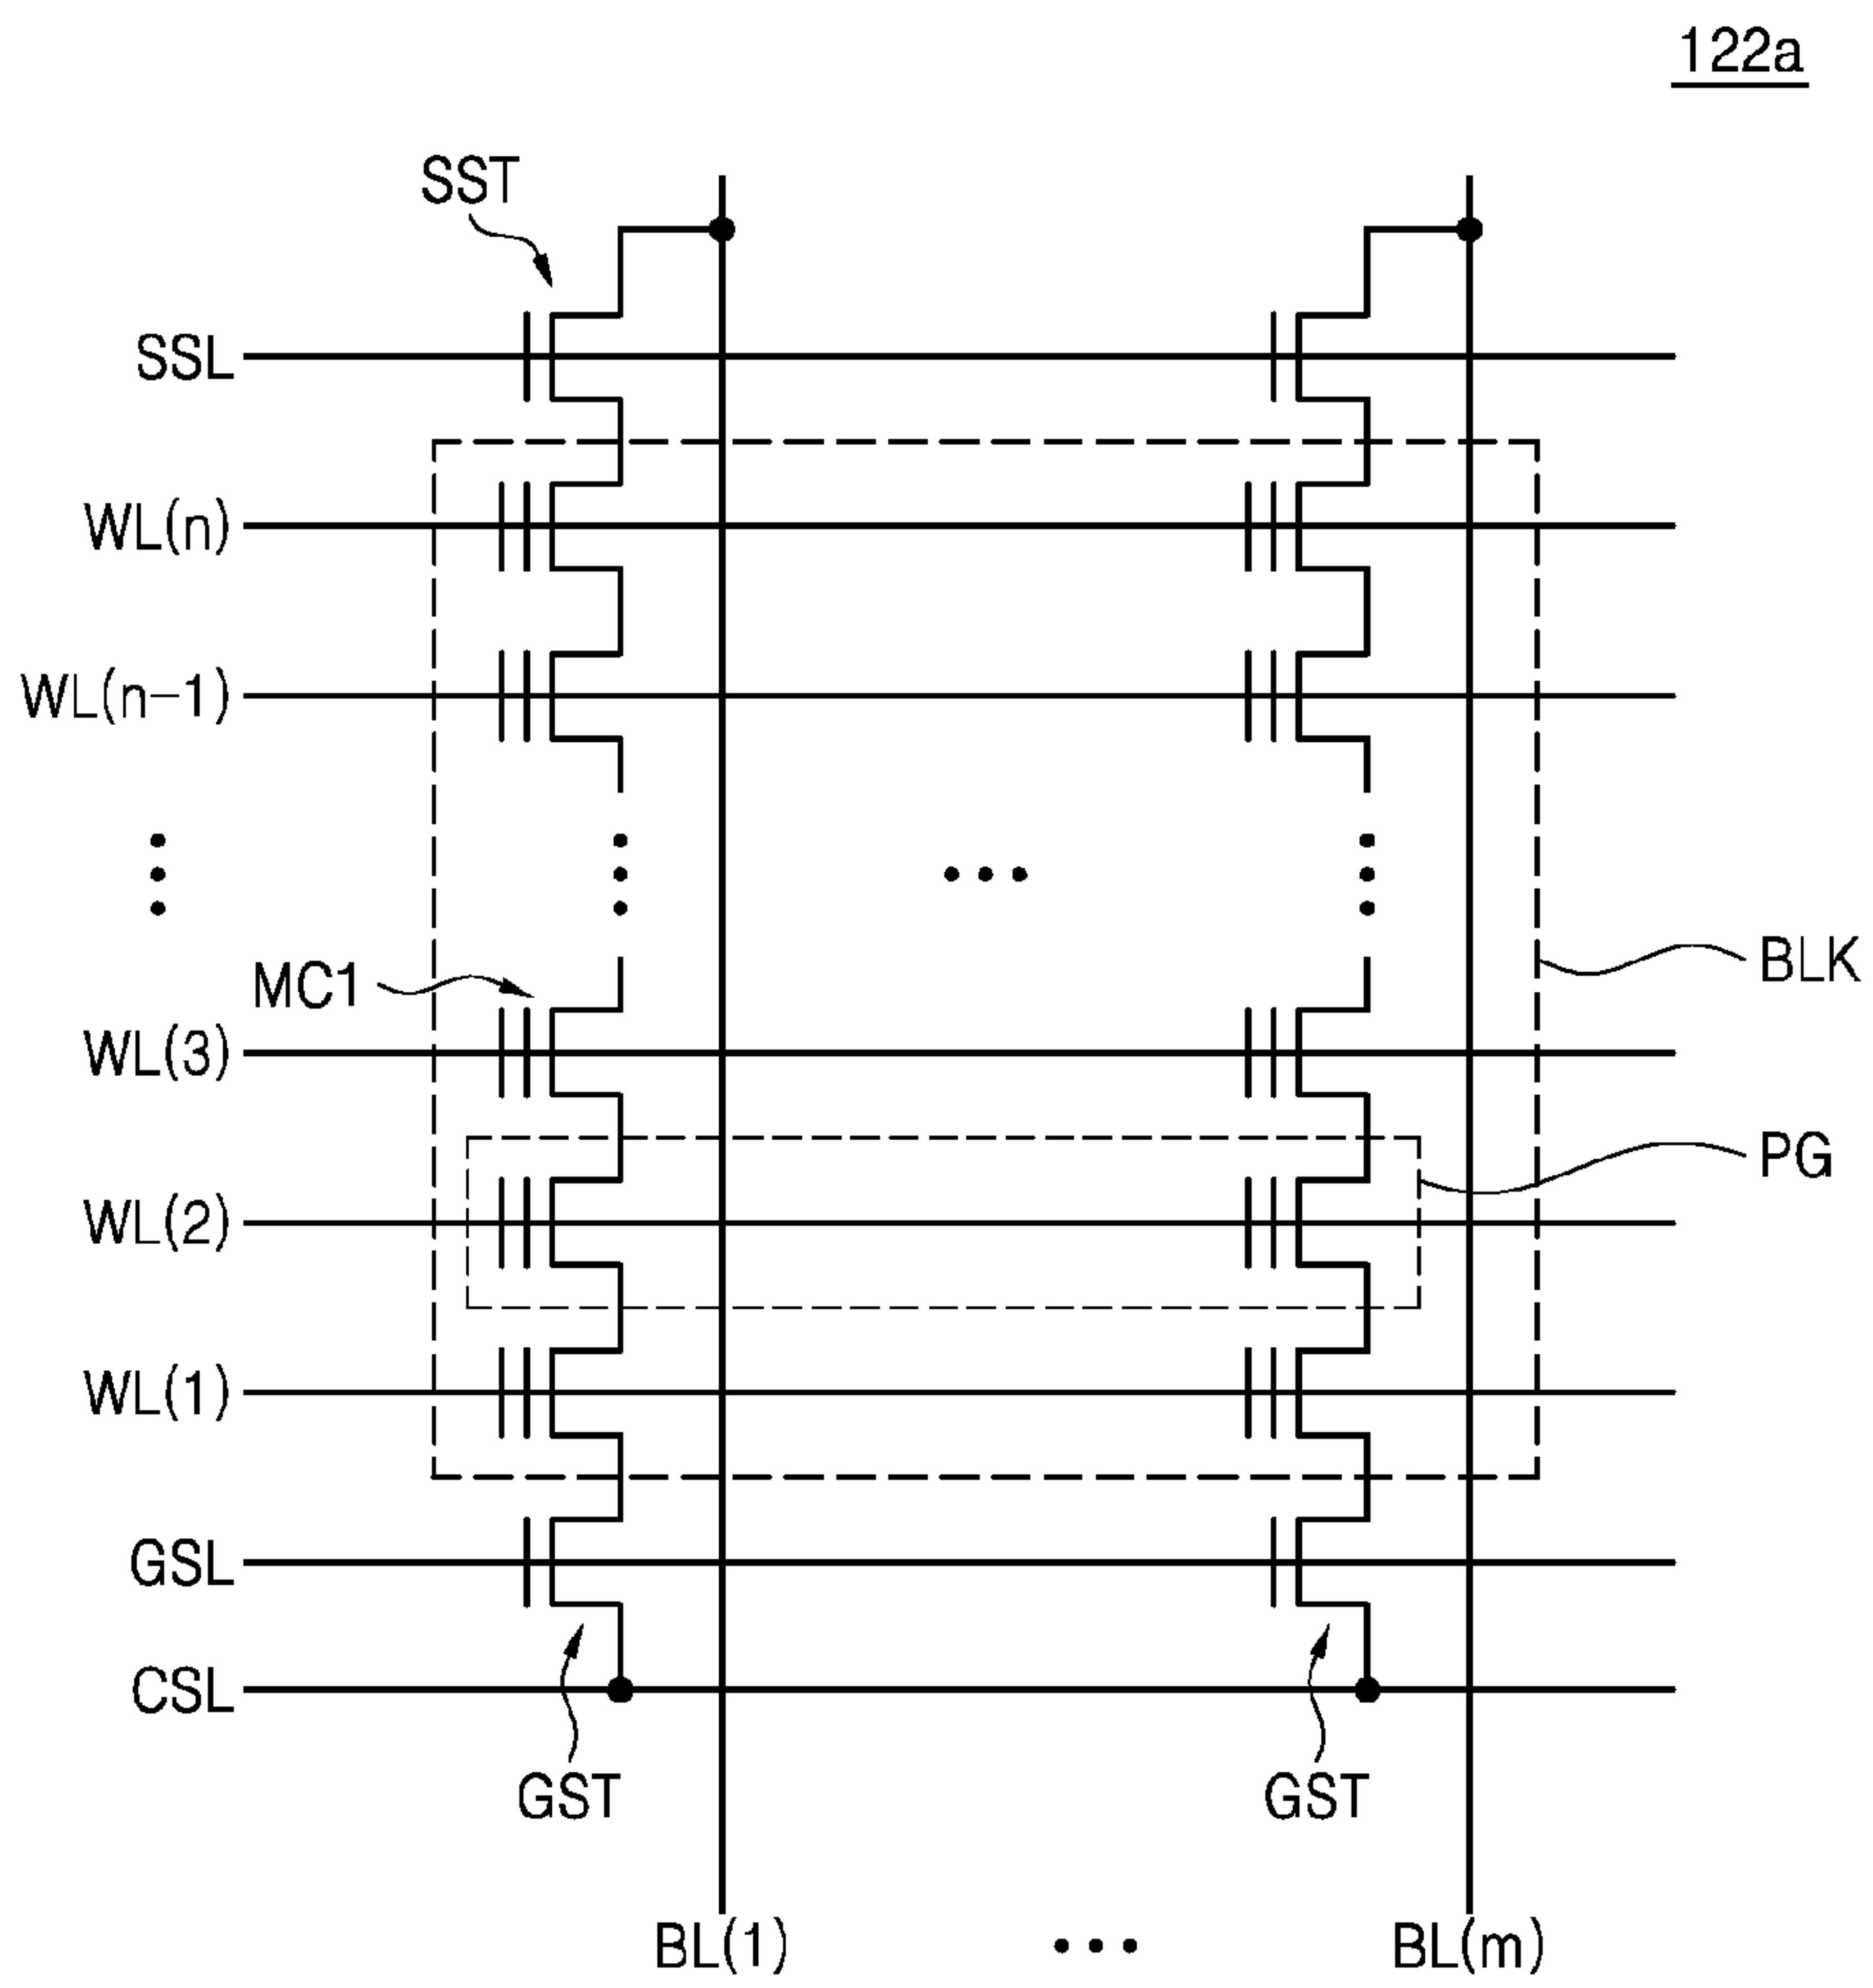 122a
SST
SSL
WL(n)
WL(n-1)
MC1
BLK
WL(3)
PG
WL(2)
WL(1)
GSL
CSL
GST GST
BL(1) ••• BL(m)